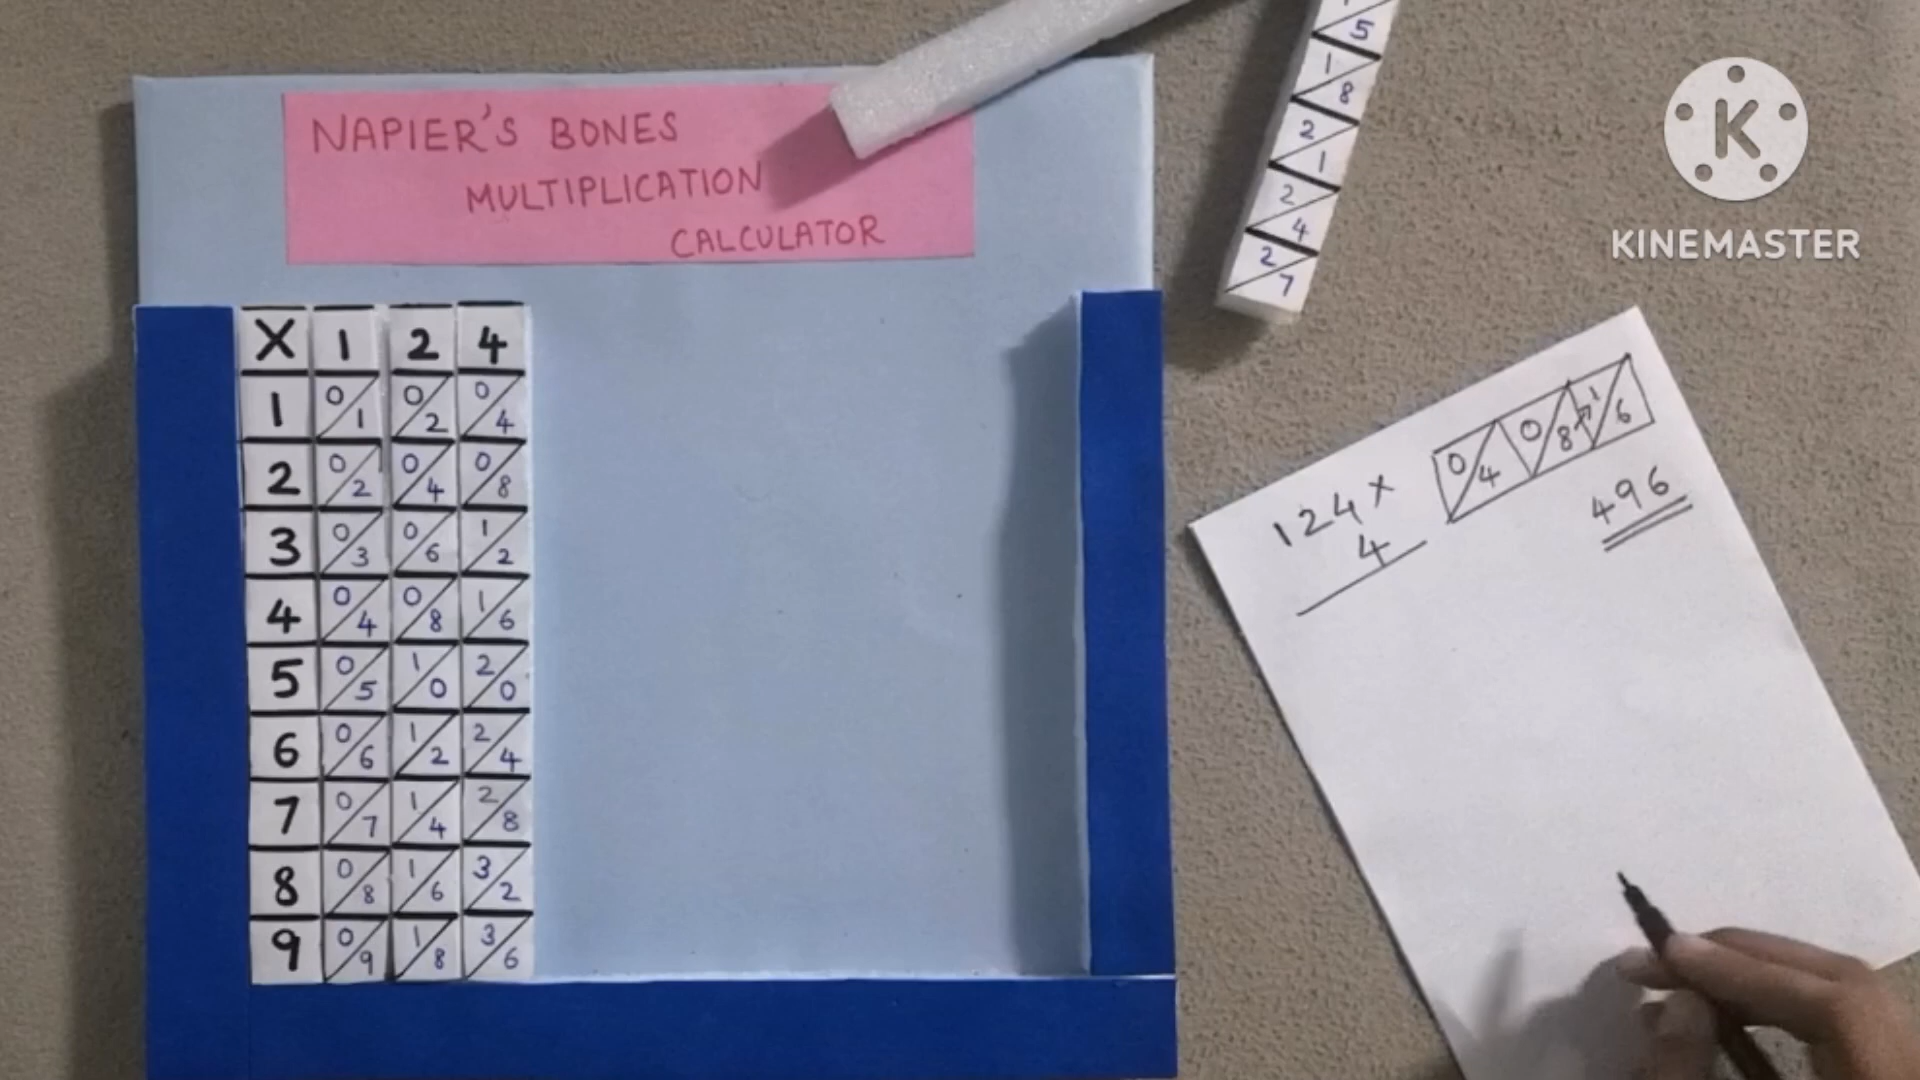 NAPIER'S BONES
MULTIPLICATION
CALCULATOR
5
1 8
2 1
2 4
2 7
KINEMASTER
X 1 2 4
1 0/1 0/2 0/4
2 0/2 0/4 0/8
3 0/3 0/6 1/2
4 0/4 0/8 1/6
5 0/5 1/0 2/0
6 0/6 1/2 2/4
7 0/7 1/4 2/8
8 0/8 1/6 3/2
9 0/9 1/8 3/6
124 x
4
0/4 0/8 1/6
496